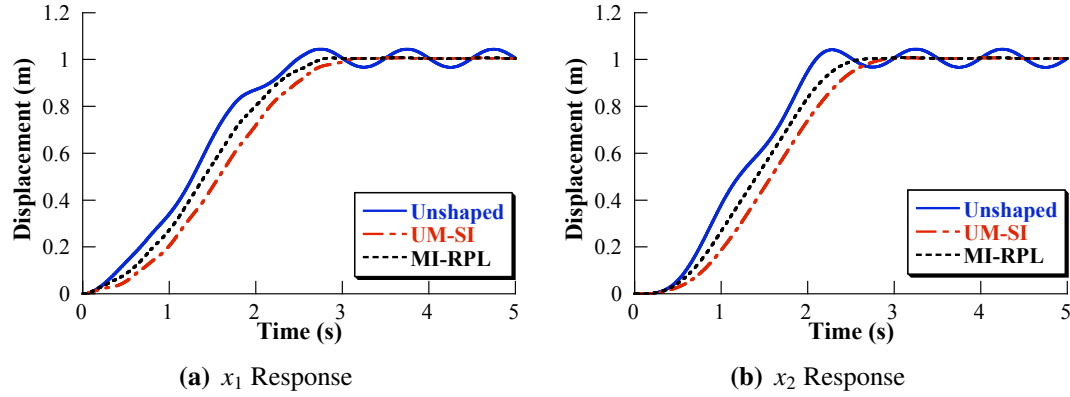 1.2
1
0.8
0.6
0.4
0.2
0
Displacement (m)
Unshaped
UM-SI
MI-RPL
0 1 2 3 4 5
Time (s)
(a) x₁ Response
1.2
1
0.8
0.6
0.4
0.2
0
Displacement (m)
Unshaped
UM-SI
MI-RPL
0 1 2 3 4 5
Time (s)
(b) x₂ Response